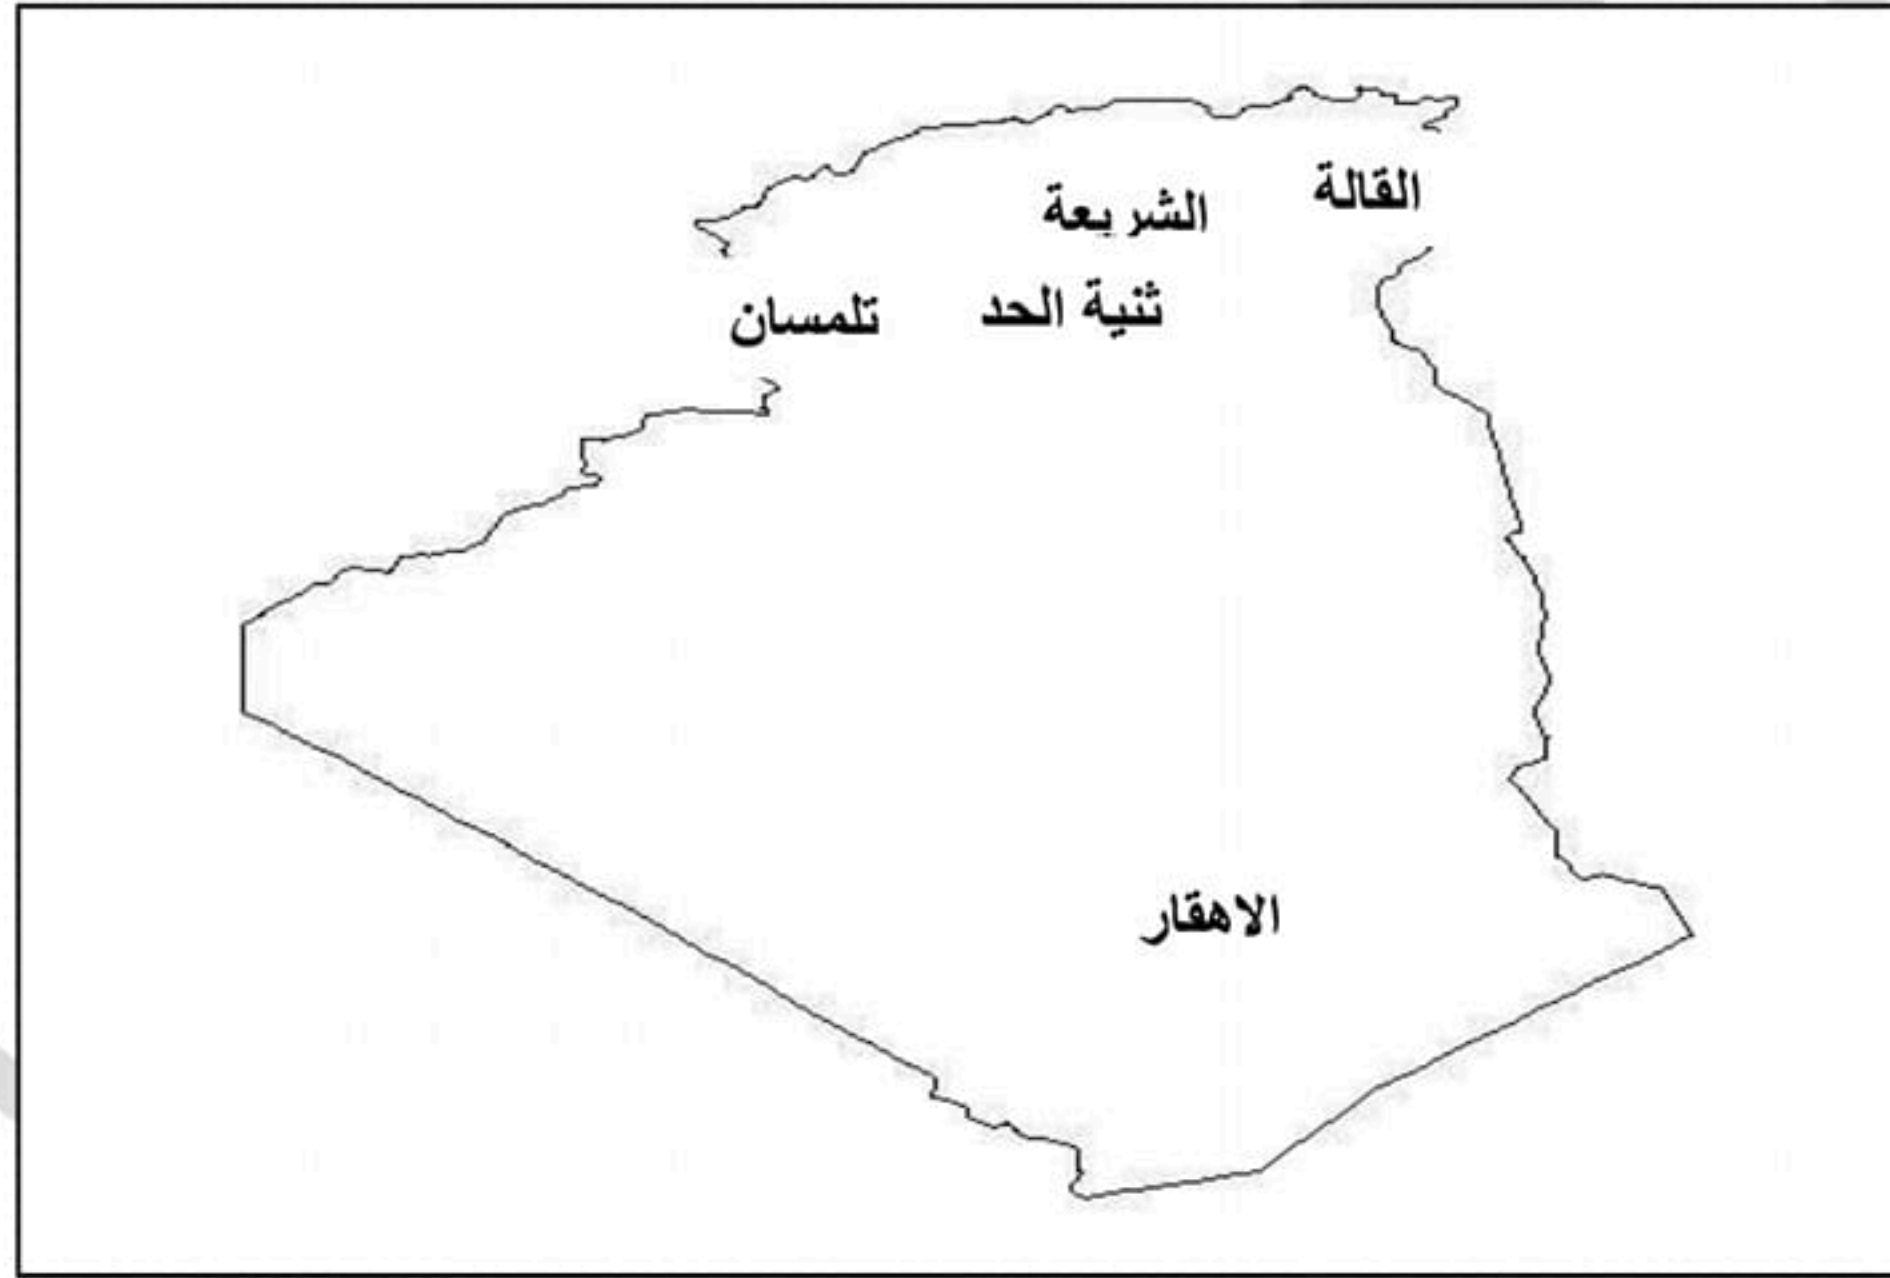 القالة
الشريعة
ثنية الحد
تلمسان
الاهقار